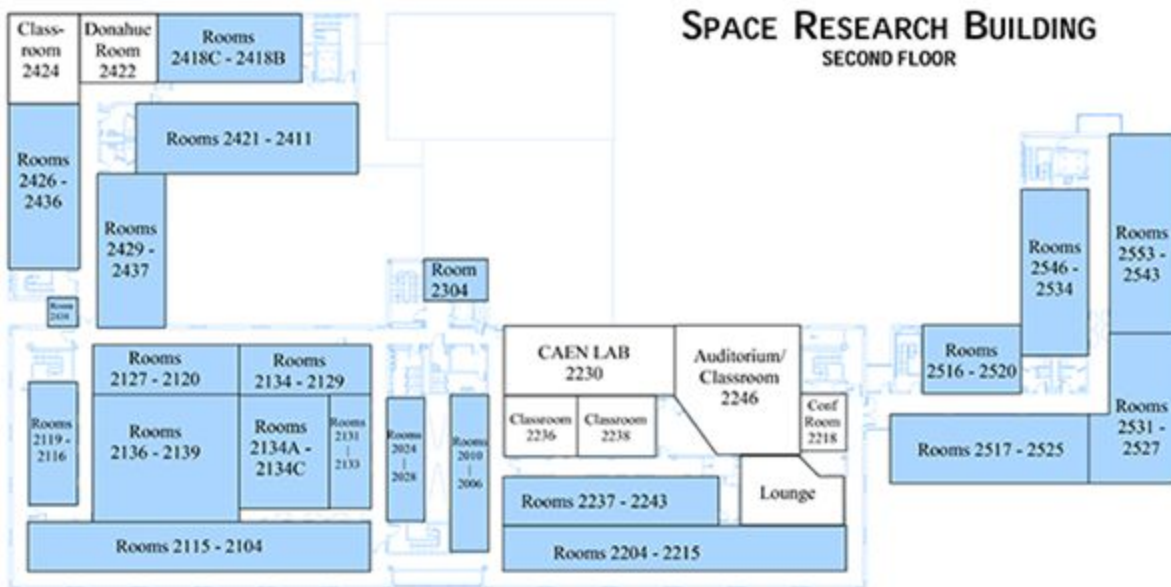 SPACE RESEARCH BUILDING
SECOND FLOOR
Class-
room
2424
Donahue
Room
2422
Rooms
2418C - 2418B
Rooms 2421 - 2411
Rooms
2426 -
2436
Rooms
2429 -
2437
Room
Room
2304
Rooms
2127 - 2120
Rooms
2134 - 2129
Rooms
2119 -
2116
Rooms
2136 - 2139
Rooms
2134A -
2134C
Rooms
2131
|
2133
Rooms
2024
|
2028
Rooms
2010
|
2006
Rooms 2115 - 2104
CAEN LAB
2230
Auditorium/
Classroom
2246
Classroom
2236
Classroom
2238
Conf
Room
2218
Lounge
Rooms 2237 - 2243
Rooms 2204 - 2215
Rooms
2516 - 2520
Rooms
2546 -
2534
Rooms
2553 -
2543
Rooms
2531 -
2527
Rooms 2517 - 2525